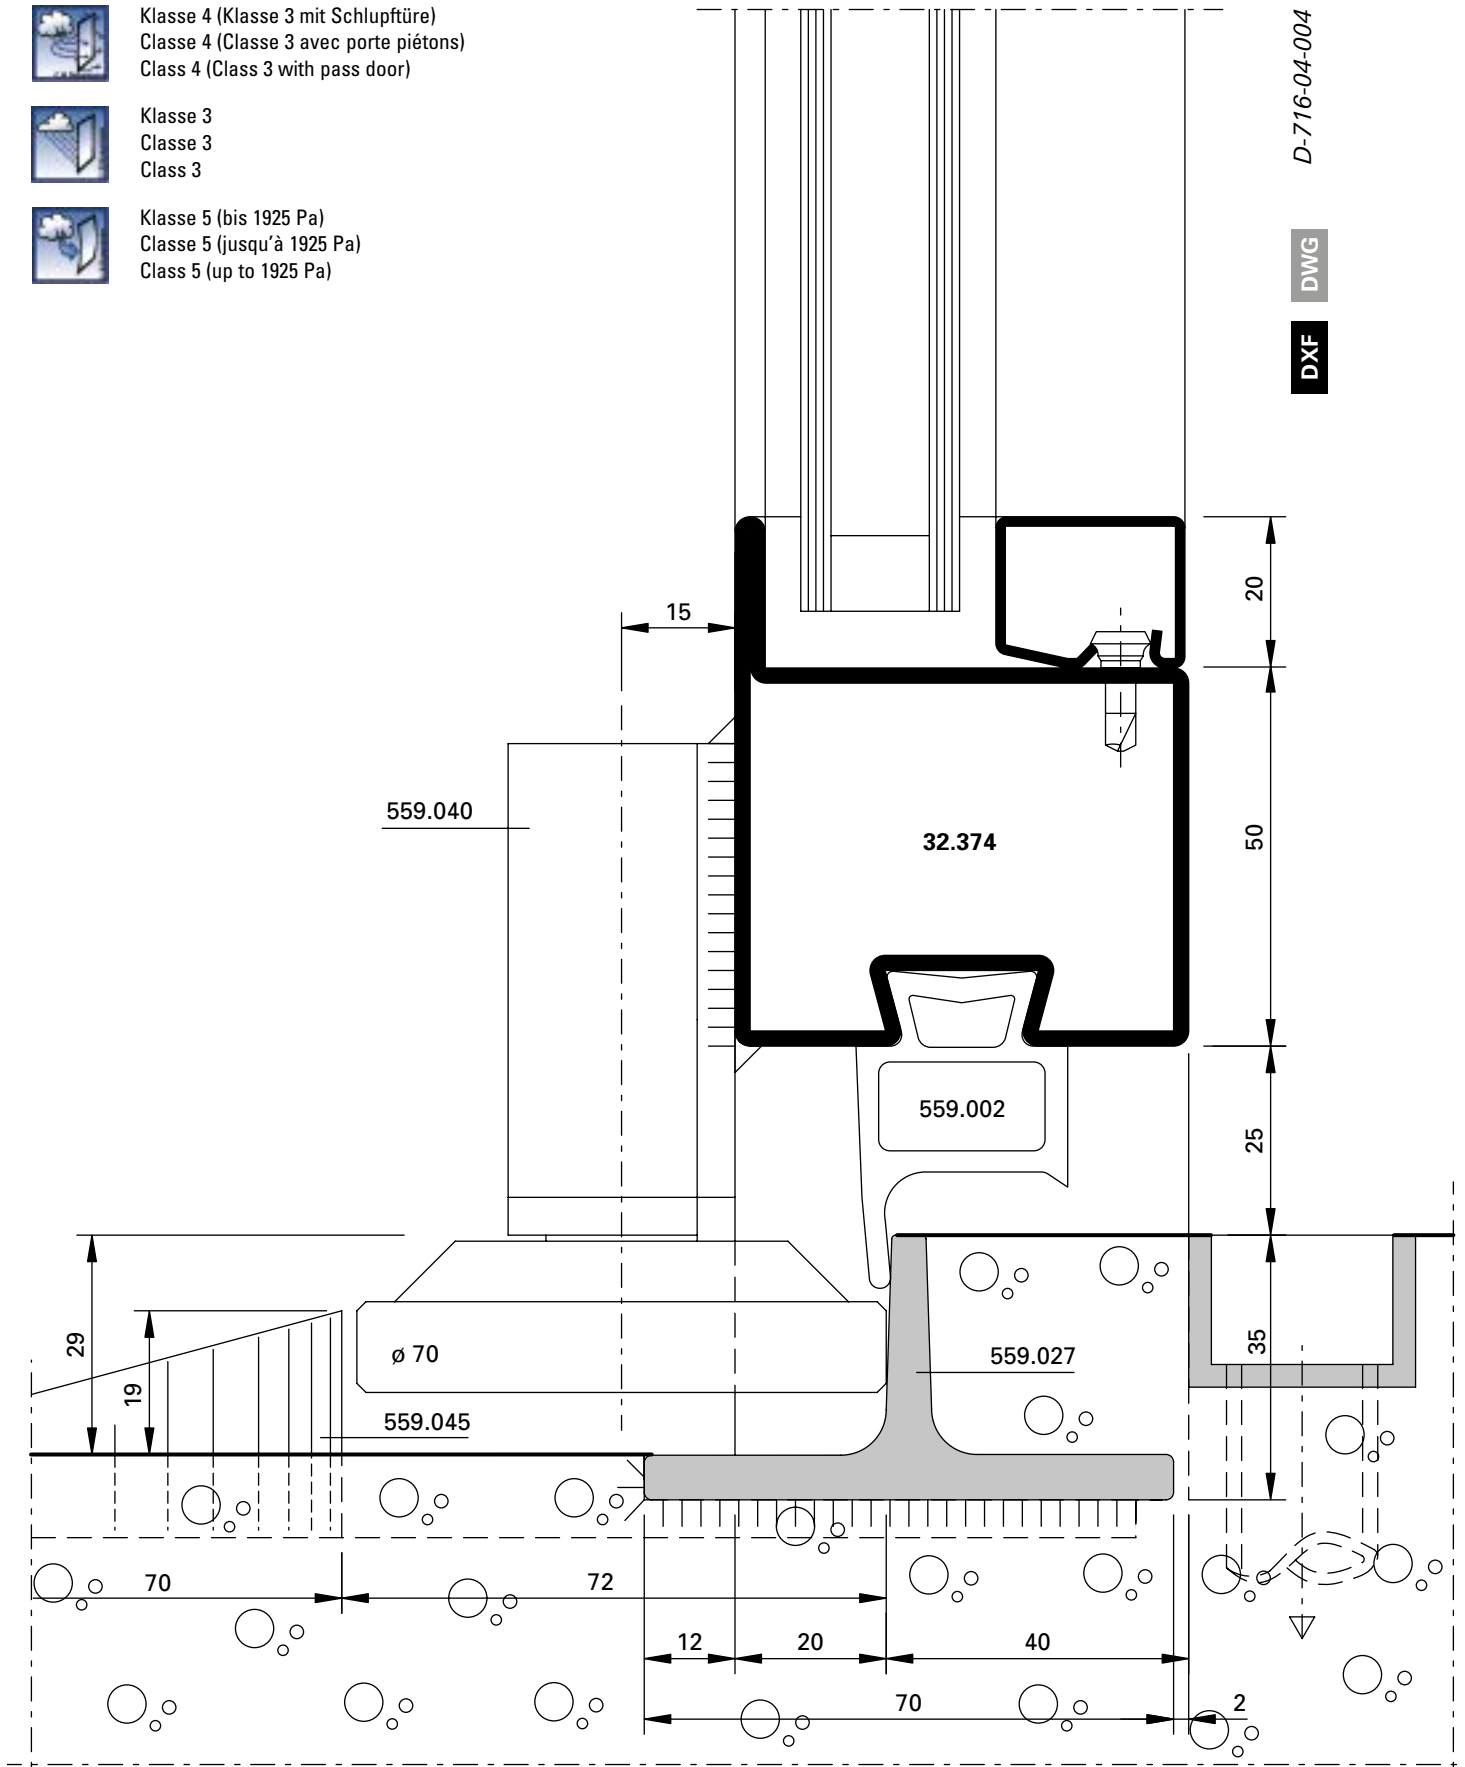 Klasse 4 (Klasse 3 mit Schlupftüre)
Classe 4 (Classe 3 avec porte piétons)
Class 4 (Class 3 with pass door)
Klasse 3
Classe 3
Class 3
Klasse 5 (bis 1925 Pa)
Classe 5 (jusqu'à 1925 Pa)
Class 5 (up to 1925 Pa)
D-716-04-004
DWG
DXF
20
15
559.040
32.374
50
559.002
25
29
19
ø 70
559.045
559.027
35
70
72
12
20
40
70
2